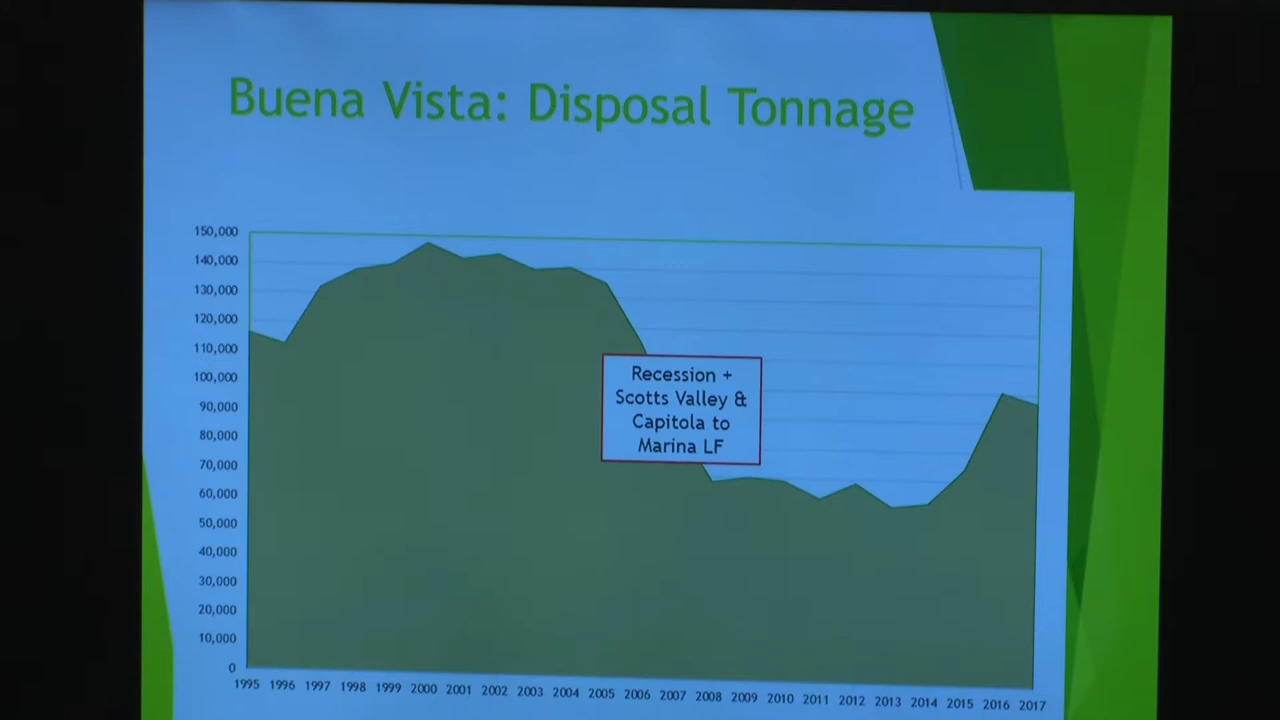 Buena Vista: Disposal Tonnage
150,000
140,000
130,000
120,000
110,000
100,000
90,000
80,000
70,000
60,000
50,000
40,000
30,000
20,000
10,000
0
Recession +
Scotts Valley &
Capitola to
Marina LF
1995 1996 1997 1998 1999 2000 2001 2002 2003 2004 2005 2006 2007 2008 2009 2010 2011 2012 2013 2014 2015 2016 2017